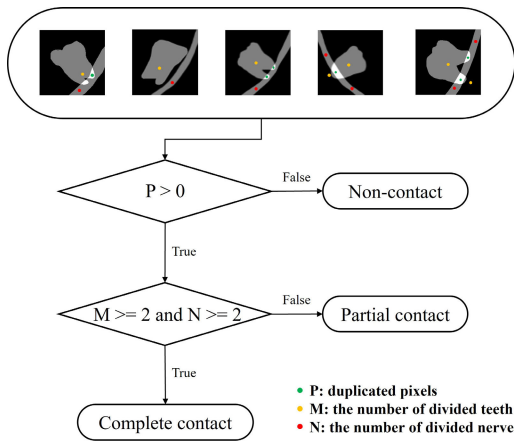 P > 0
False
Non-contact
True
M >= 2 and N >= 2
False
Partial contact
True
Complete contact
P: duplicated pixels
M: the number of divided teeth
N: the number of divided nerve